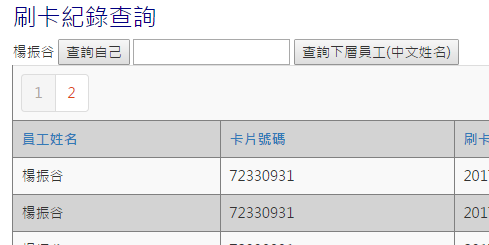 刷卡紀錄查詢
楊振谷 查詢自己 查詢下層員工(中文姓名)
1 2
員工姓名 卡片號碼 刷卡
楊振谷 72330931 201
楊振谷 72330931 201